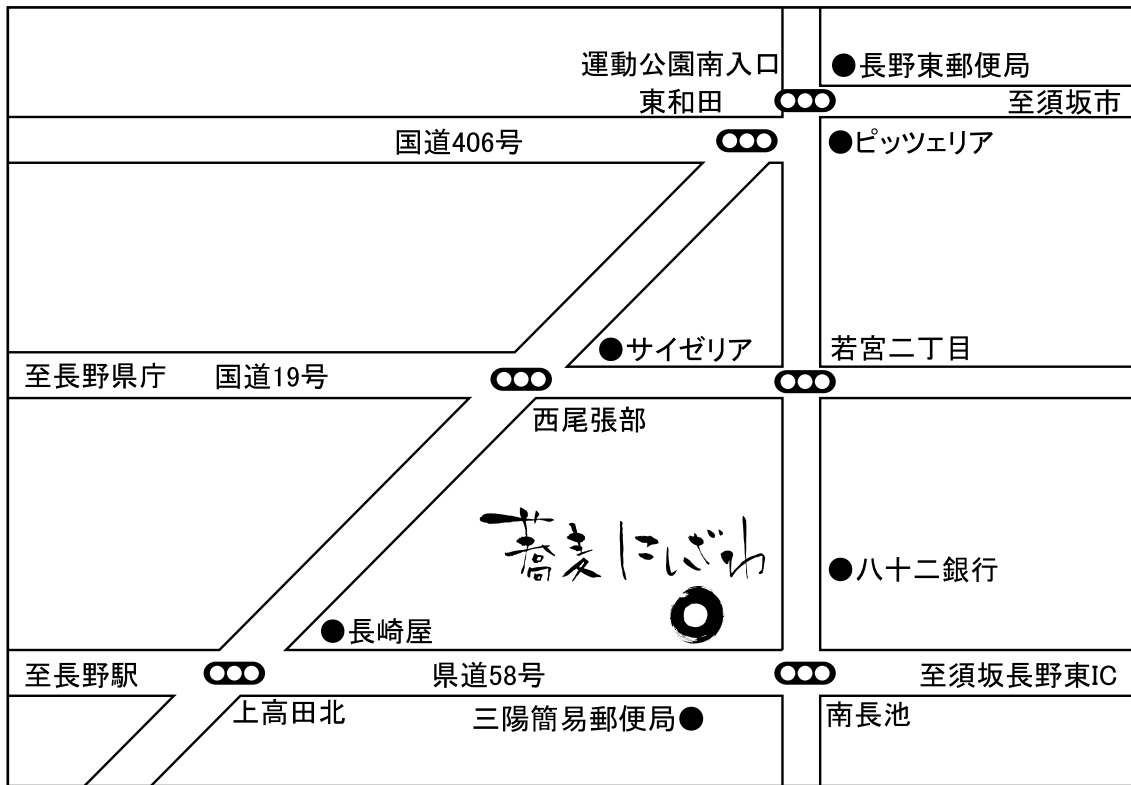 運動公園南入口
●長野東郵便局
東和田
至須坂市
国道406号
●ピッツェリア
●サイゼリア
若宮二丁目
至長野県庁
国道19号
西尾張部
蕎麦にしざわ
●八十二銀行
●長崎屋
至長野駅
県道58号
至須坂長野東IC
上高田北
三陽簡易郵便局●
南長池